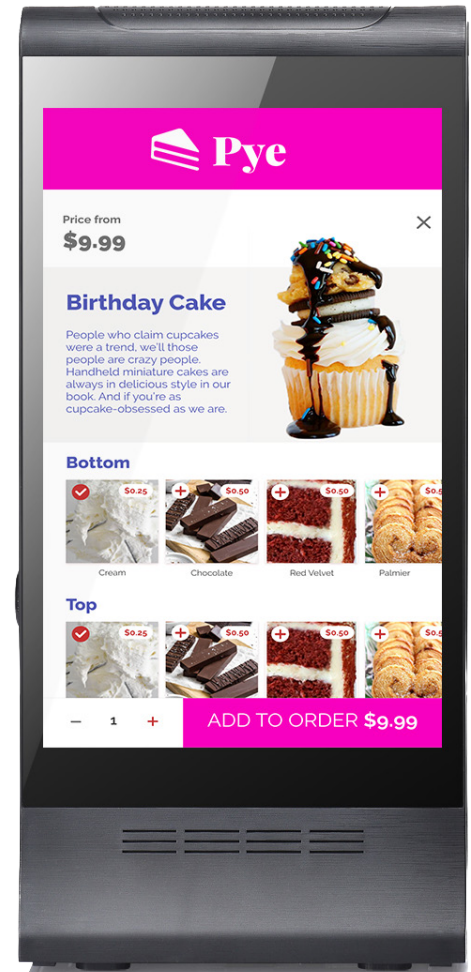 Pye
Price from
$9.99
Birthday Cake
People who claim cupcakes
were a trend, we'll those
people are crazy people.
Handheld miniature cakes are
always in delicious style in our
book. And if you're as
cupcake-obsessed as we are.
Bottom
$0.25 $0.50 $0.50
Cream Chocolate Red Velvet Palmier
Top
$0.25 $0.50 $0.50
1 ADD TO ORDER $9.99